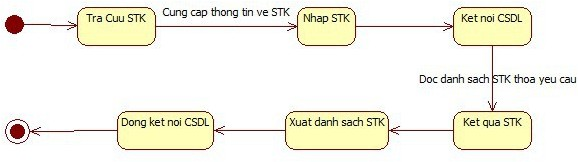 Tra Cuu STK
Cung cap thong tin ve STK
Nhap STK
Ket noi CSDL
Doc danh sach STK thoa yeu cau
Dong ket noi CSDL
Xuat danh sach STK
Ket qua STK